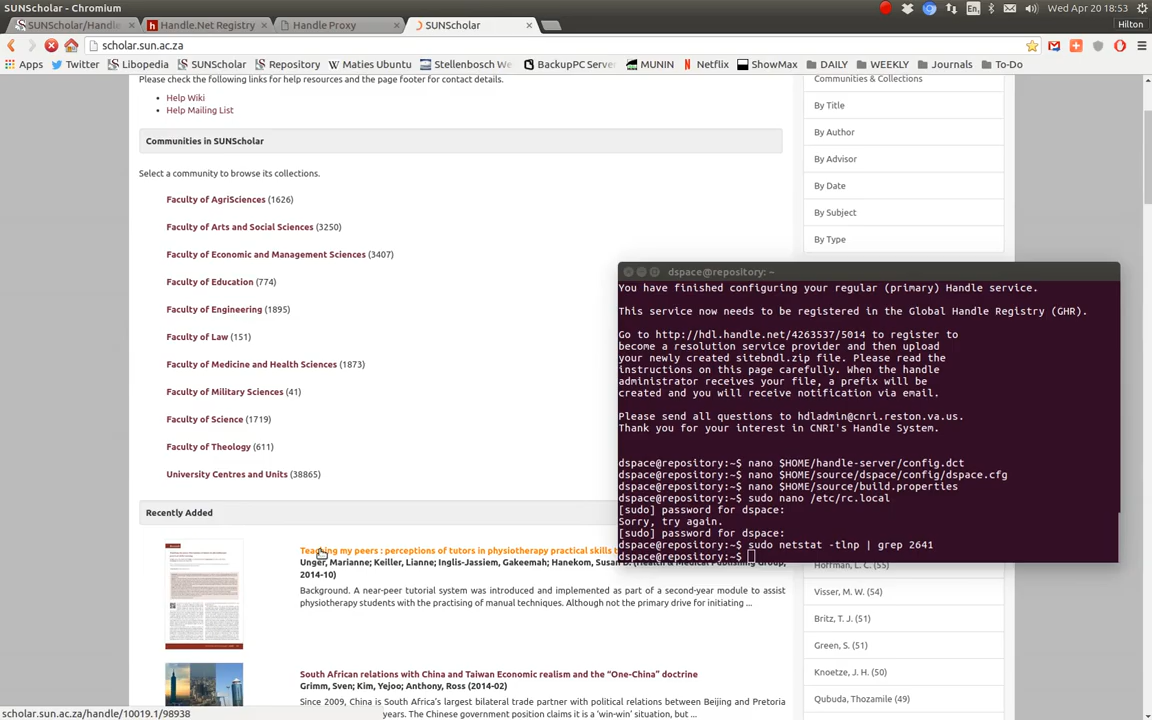 SUNScholar - Chromium
En
Wed Apr 20 18:53
SUNScholar/Handle
Handle.Net Registry
Handle Proxy
SUNScholar
Hilton
scholar.sun.ac.za
Apps
Twitter
Libopedia
SUNScholar
Repository
Maties Ubuntu
Stellenbosch We
BackupPC Server
MUNIN
Netflix
ShowMax
DAILY
WEEKLY
Journals
To-Do
Please check the following links for help resources and the page footer for contact details.
Help Wiki
Help Mailing List
Communities in SUNScholar
Select a community to browse its collections.
Faculty of AgriSciences (1626)
Faculty of Arts and Social Sciences (3250)
Faculty of Economic and Management Sciences (3407)
Faculty of Education (774)
Faculty of Engineering (1895)
Faculty of Law (151)
Faculty of Medicine and Health Sciences (1873)
Faculty of Military Sciences (41)
Faculty of Science (1719)
Faculty of Theology (611)
University Centres and Units (38865)
Recently Added
Teaching my peers : perceptions of tutors in physiotherapy practical skills t
Unger, Marianne; Keiller, Lianne; Inglis-Jassiem, Gakeemah; Hanekom, Susan D. (Health & Medical Publishing Group,
2014-10)
Background. A near-peer tutorial system was introduced and implemented as part of a second-year module to assist
physiotherapy students with the practising of manual techniques. Although not the primary drive for initiating ...
South African relations with China and Taiwan Economic realism and the “One-China” doctrine
Grimm, Sven; Kim, Yejoo; Anthony, Ross (2014-02)
Since 2009, China is South Africa’s largest bilateral trade partner with political relations between Beijing and Pretoria
years. The Chinese government position claims it is a ‘win-win’ situation, but ...
scholar.sun.ac.za/handle/10019.1/98938
Communities & Collections
By Title
By Author
By Advisor
By Date
By Subject
By Type
dspace@repository: ~
You have finished configuring your regular (primary) Handle service.
This service now needs to be registered in the Global Handle Registry (GHR).
Go to http://hdl.handle.net/4263537/5014 to register to
become a resolution service provider and then upload
your newly created sitebndl.zip file. Please read the
instructions on this page carefully. When the handle
administrator receives your file, a prefix will be
created and you will receive notification via email.
Please send all questions to hdladmin@cnri.reston.va.us.
Thank you for your interest in CNRI's Handle System.
dspace@repository:~$ nano $HOME/handle-server/config.dct
dspace@repository:~$ nano $HOME/source/dspace/config/dspace.cfg
dspace@repository:~$ nano $HOME/source/build.properties
dspace@repository:~$ sudo nano /etc/rc.local
[sudo] password for dspace:
Sorry, try again.
[sudo] password for dspace:
dspace@repository:~$ sudo netstat -tlnp | grep 2641
dspace@repository:~$
Hoffman, L. C. (55)
Visser, M. W. (54)
Britz, T. J. (51)
Green, S. (51)
Knoetze, J. H. (50)
Qubuda, Thozamile (49)